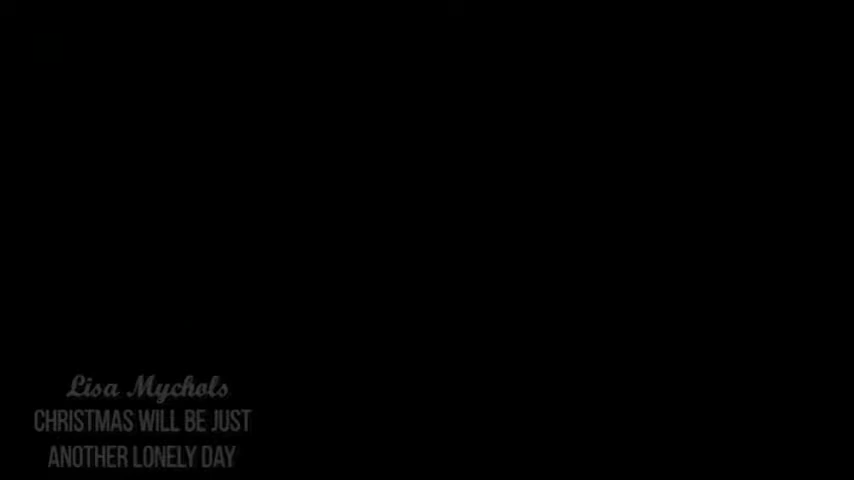 Lisa Mychols
CHRISTMAS WILL BE JUST
ANOTHER LONELY DAY